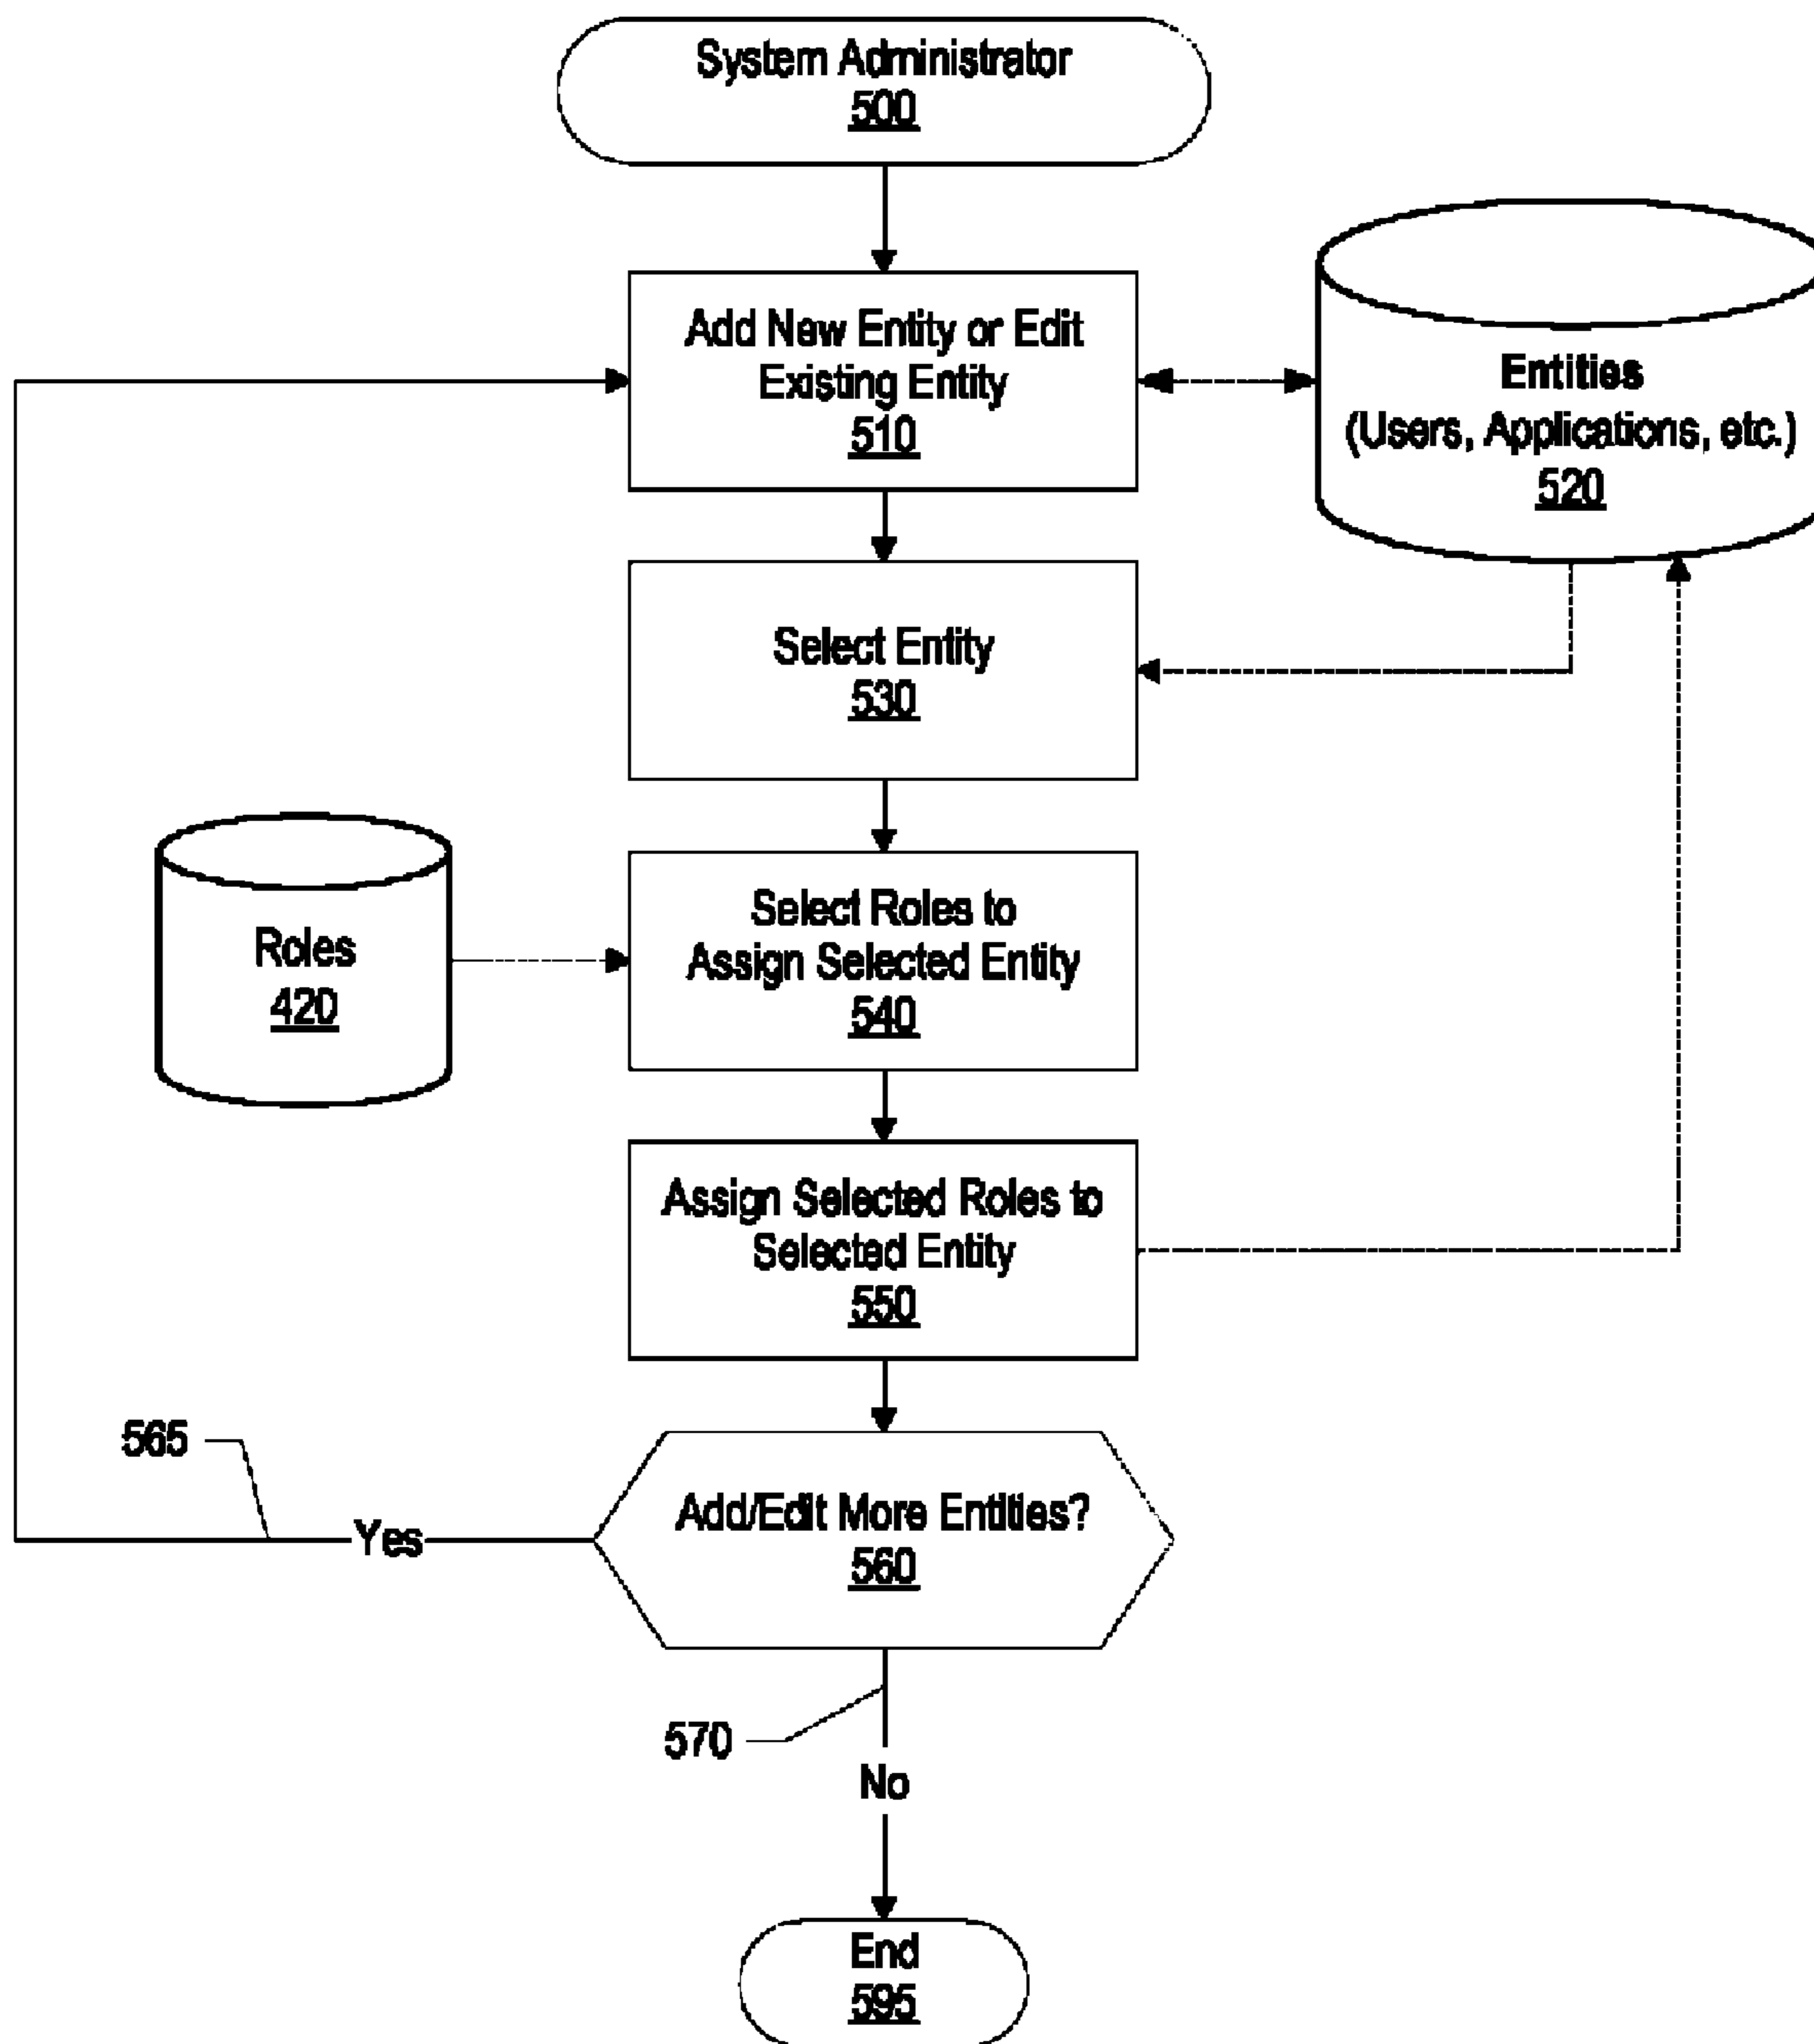 System Administrator
500
Add New Entity or Edit
Existing Entity
510
Entities
(Users, Applications, etc.)
520
Select Entity
530
Roles
420
Select Roles to
Assign Selected Entity
540
Assign Selected Roles to
Selected Entity
550
565
Yes
Add/Edit More Entities?
560
570
No
End
595